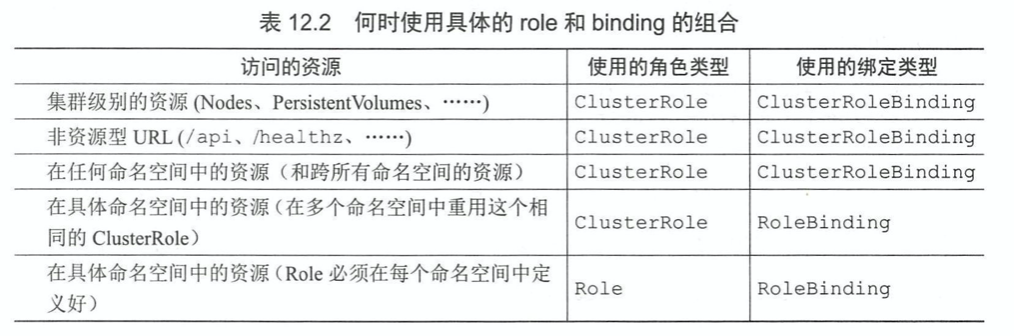 表 12.2 何时使用具体的 role 和 binding 的组合
访问的资源 使用的角色类型 使用的绑定类型
集群级别的资源 (Nodes、PersistentVolumes、……) ClusterRole ClusterRoleBinding
非资源型 URL (/api、/healthz、……) ClusterRole ClusterRoleBinding
在任何命名空间中的资源（和跨所有命名空间的资源） ClusterRole ClusterRoleBinding
在具体命名空间中的资源（在多个命名空间中重用这个相
同的 ClusterRole） ClusterRole RoleBinding
在具体命名空间中的资源（Role 必须在每个命名空间中定
义好） Role RoleBinding